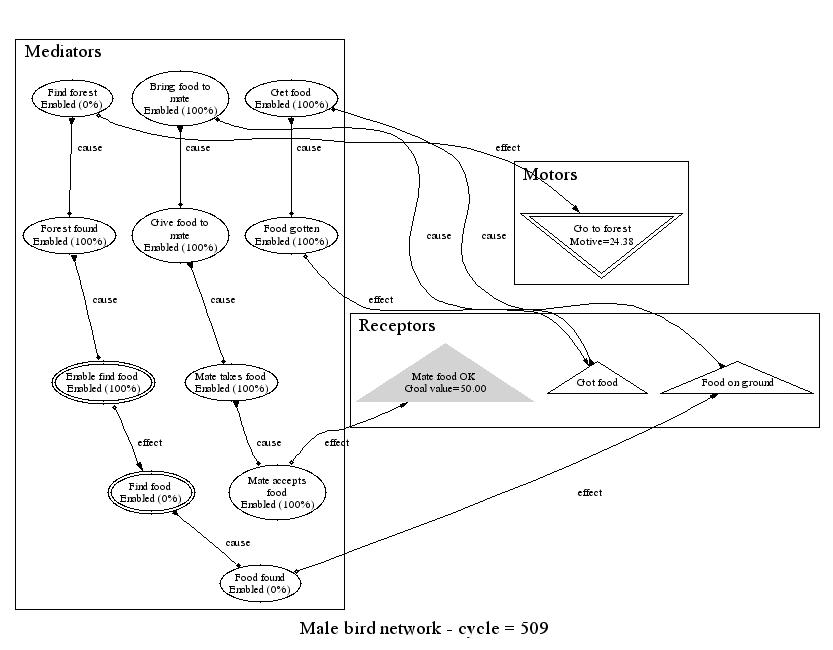 Mediators
Find forest
Enabled (0%)
Bring food to
mate
Enabled (100%)
Get food
Enabled (100%)
cause
cause
cause
effect
Motors
Go to forest
Motive=24.38
Forest found
Enabled (100%)
Give food to
mate
Enabled (100%)
Food gotten
Enabled (100%)
cause
cause
cause
cause
effect
Receptors
Mate food OK
Goal value=50.00
Got food
Food on ground
Enable find food
Enabled (100%)
Mate takes food
Enabled (100%)
effect
cause
effect
Find food
Enabled (0%)
Mate accepts
food
Enabled (100%)
effect
cause
Food found
Enabled (0%)
Male bird network - cycle = 509